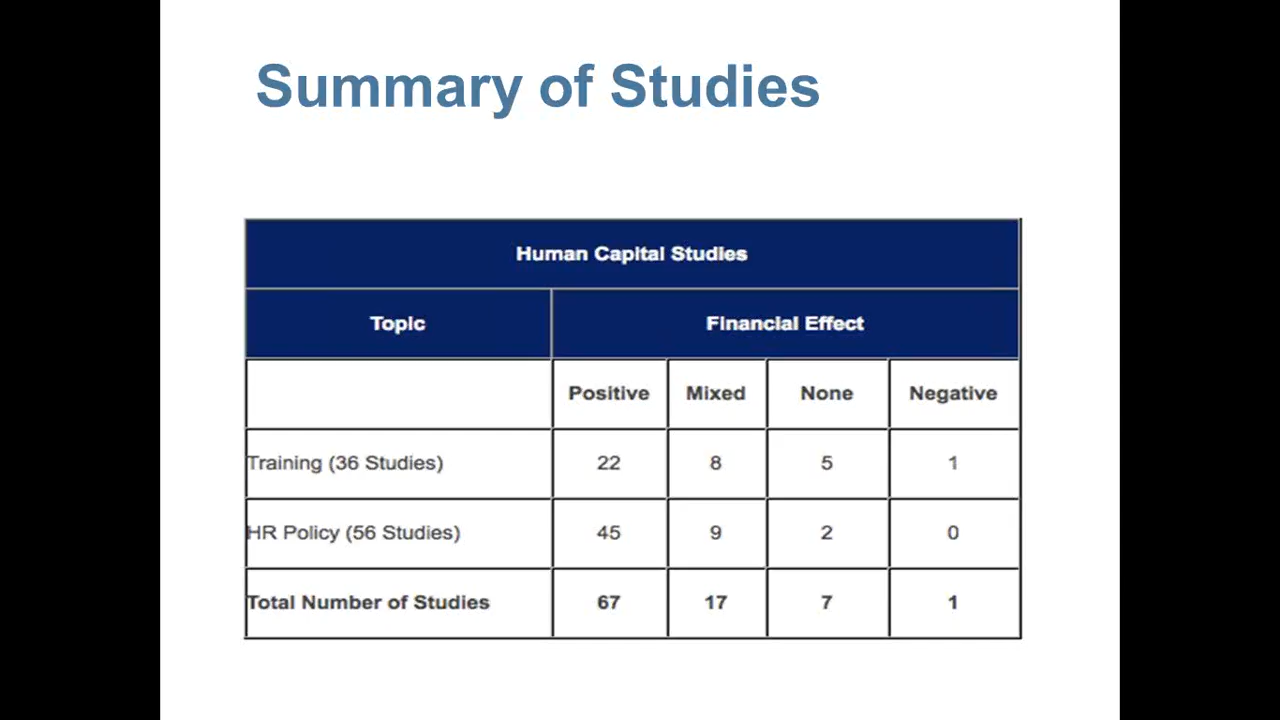 Summary of Studies
Human Capital Studies
Topic Financial Effect
Positive Mixed None Negative
Training (36 Studies) 22 8 5 1
HR Policy (56 Studies) 45 9 2 0
Total Number of Studies 67 17 7 1